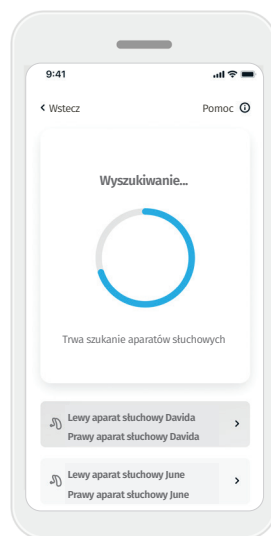 9:41
Wstecz Pomoc
Wyszukiwanie...
Trwa szukanie aparatów słuchowych
Lewy aparat słuchowy Davida
Prawy aparat słuchowy Davida
Lewy aparat słuchowy June
Prawy aparat słuchowy June